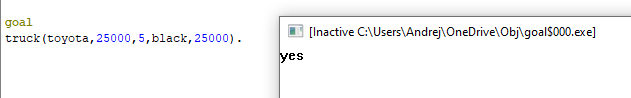 goal
truck(toyota,25000,5,black,25000).
[Inactive C:\Users\Andrej\OneDrive\Obj\goal$000.exe]
yes